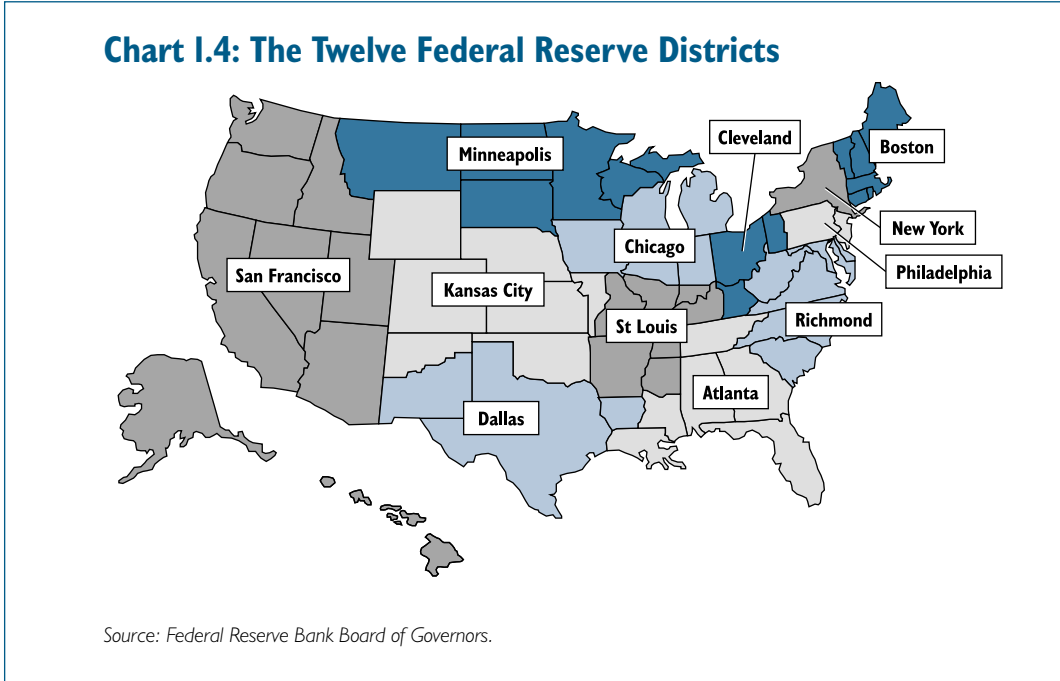 Chart I.4: The Twelve Federal Reserve Districts
Cleveland
Minneapolis
Boston
New York
Chicago
San Francisco
Philadelphia
Kansas City
St Louis
Richmond
Atlanta
Dallas
Source: Federal Reserve Bank Board of Governors.